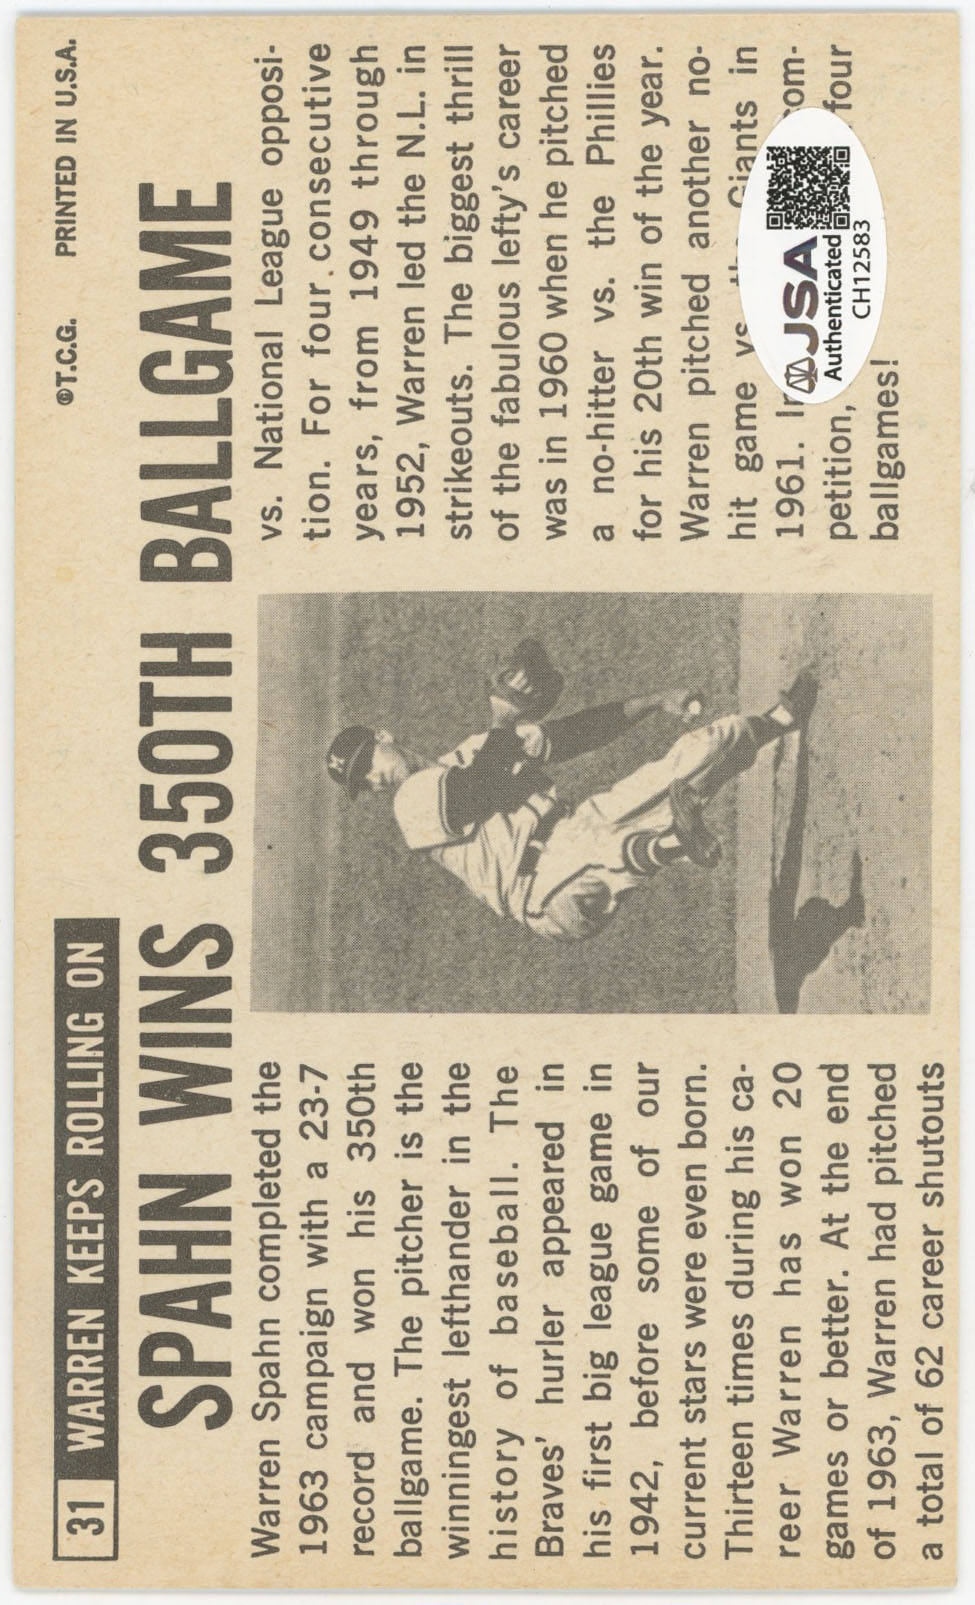 31 WARREN KEEPS ROLLING ON
©T.C.G. PRINTED IN U.S.A.
SPAHN WINS 350TH BALLGAME
Warren Spahn completed the
1963 campaign with a 23-7
record and won his 350th
ballgame. The pitcher is the
winningest lefthander in the
history of baseball. The
Braves' hurler appeared in
his first big league game in
1942, before some of our
current stars were even born.
Thirteen times during his ca-
reer Warren has won 20
games or better. At the end
of 1963, Warren had pitched
a total of 62 career shutouts
vs. National League opposi-
tion. For four consecutive
years, from 1949 through
1952, Warren led the N.L. in
strikeouts. The biggest thrill
of the fabulous lefty's career
was in 1960 when he pitched
a no-hitter vs. the Phillies
for his 20th win of the year.
Warren pitched another no-
hit game vs. the Giants in
1961. In com-
petition, four
ballgames!
M
JSA
Authenticated
CH12583